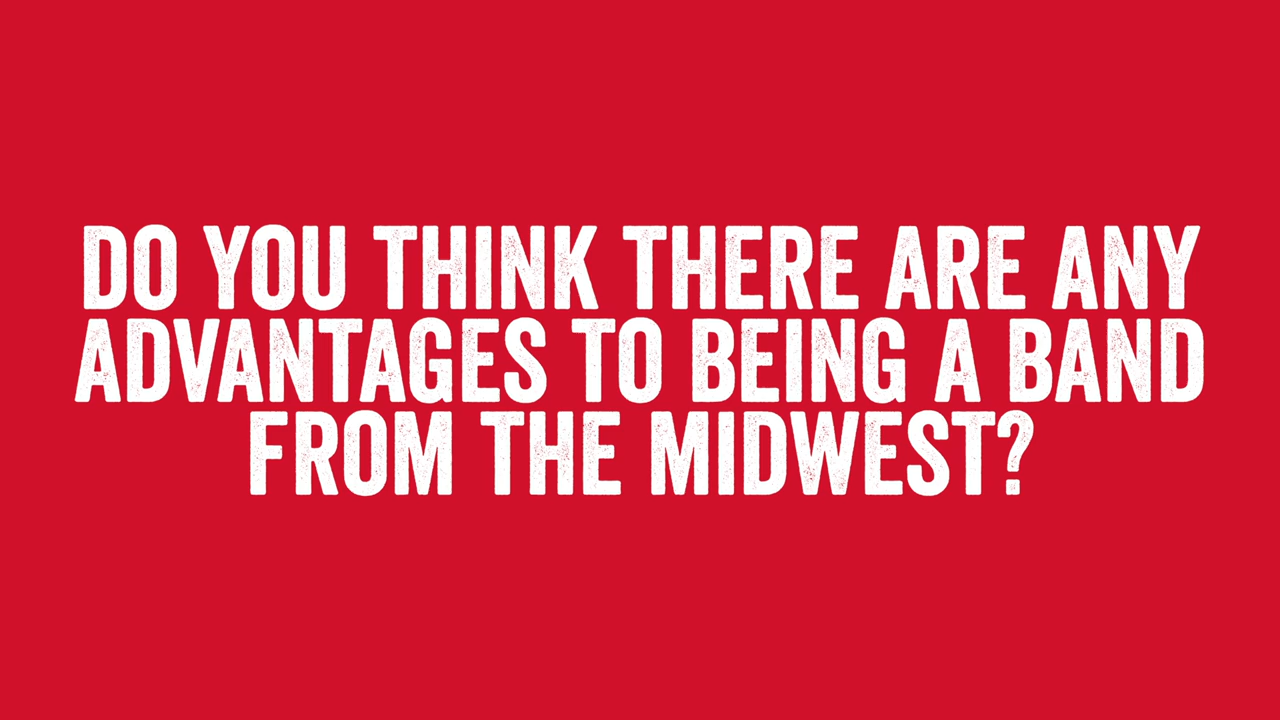 DO YOU THINK THERE ARE ANY
ADVANTAGES TO BEING A BAND
FROM THE MIDWEST?